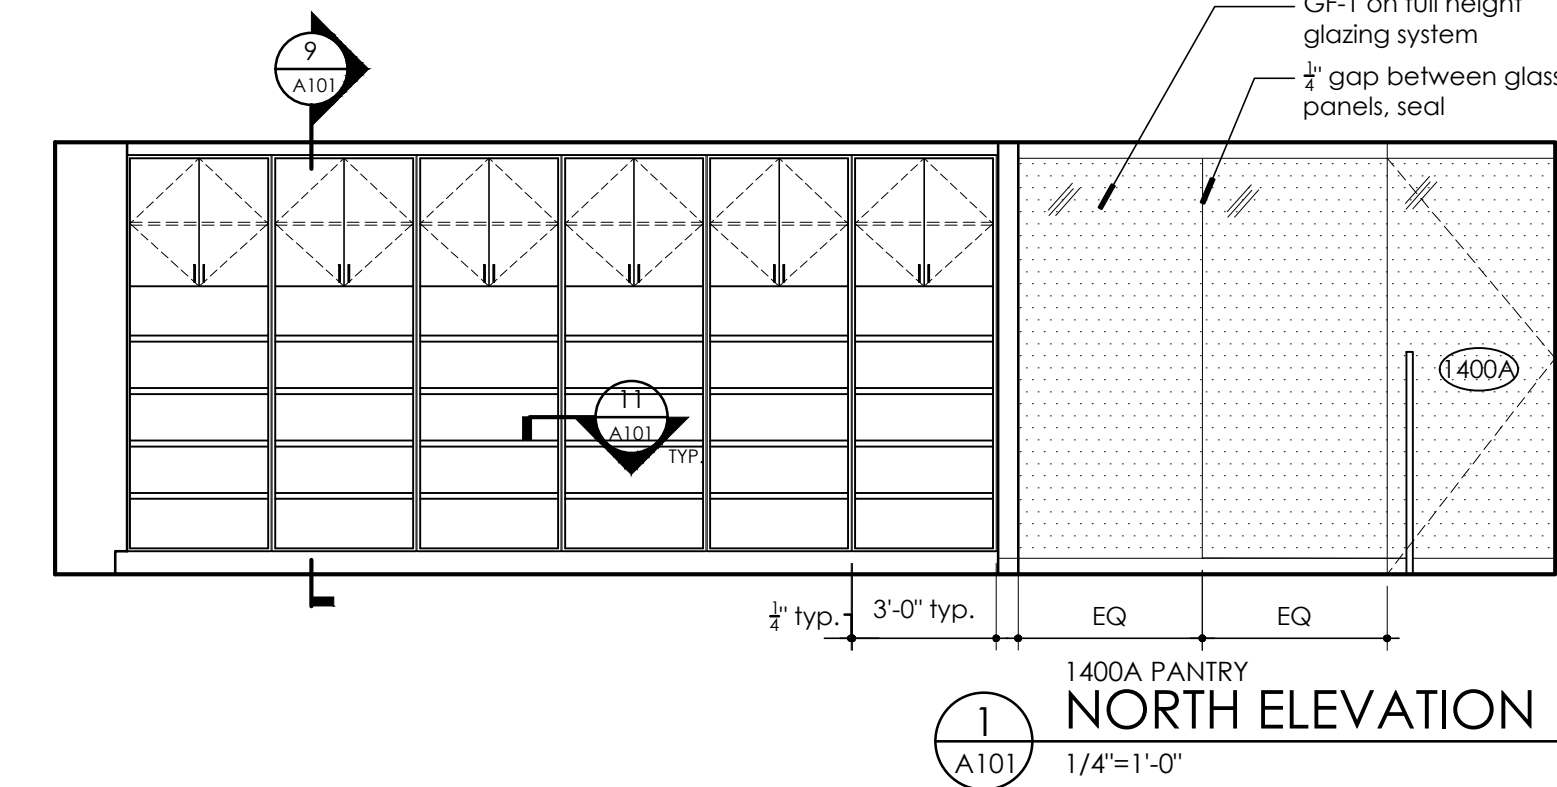 GF-1 on full height
glazing system
1/4" gap between glass
panels, seal
9
A101
11
A101
TYP.
1400A
1/4" typ.
3'-0" typ.
EQ
EQ
1400A PANTRY
NORTH ELEVATION
1
A101
1/4"=1'-0"